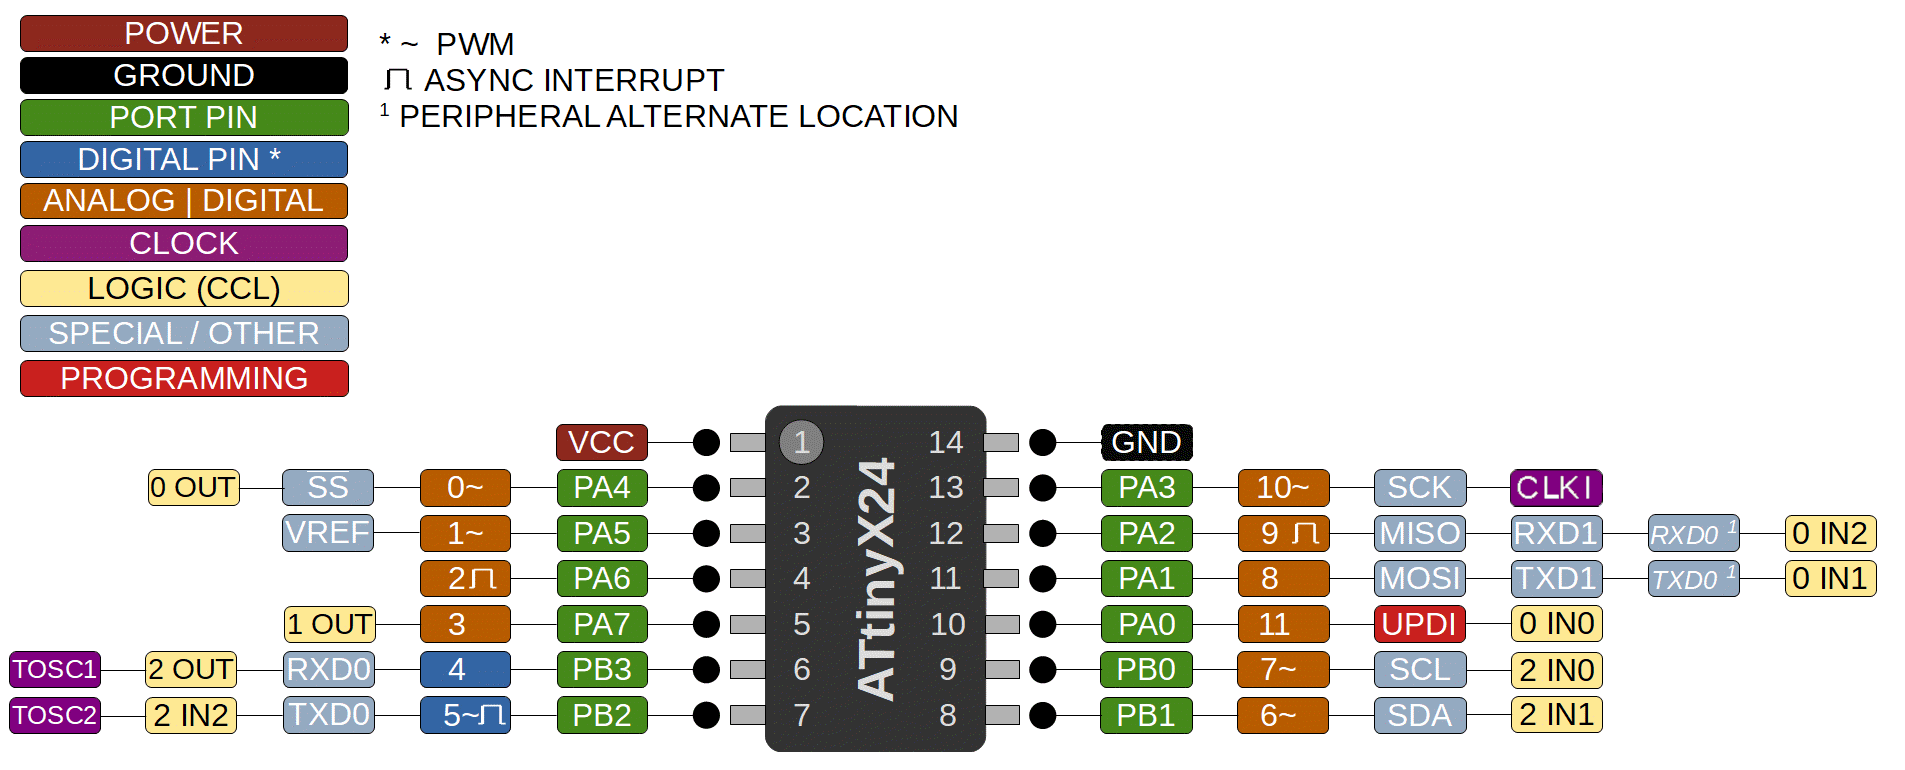 POWER
GROUND
PORT PIN
DIGITAL PIN *
ANALOG | DIGITAL
CLOCK
LOGIC (CCL)
SPECIAL / OTHER
PROGRAMMING
* ~ PWM
ASYNC INTERRUPT
1 PERIPHERAL ALTERNATE LOCATION
VCC 1 14 GND
0 OUT SS 0~ PA4 2 13 PA3 10~ SCK CLKI
VREF 1~ PA5 3 12 PA2 9 MISO RXD1 RXD0 1 0 IN2
2 PA6 4 11 PA1 8 MOSI TXD1 TXD0 1 0 IN1
1 OUT 3 PA7 5 10 PA0 11 UPDI 0 IN0
TOSC1 2 OUT RXD0 4 PB3 6 9 PB0 7~ SCL 2 IN0
TOSC2 2 IN2 TXD0 5~ PB2 7 8 PB1 6~ SDA 2 IN1
ATtinyX24